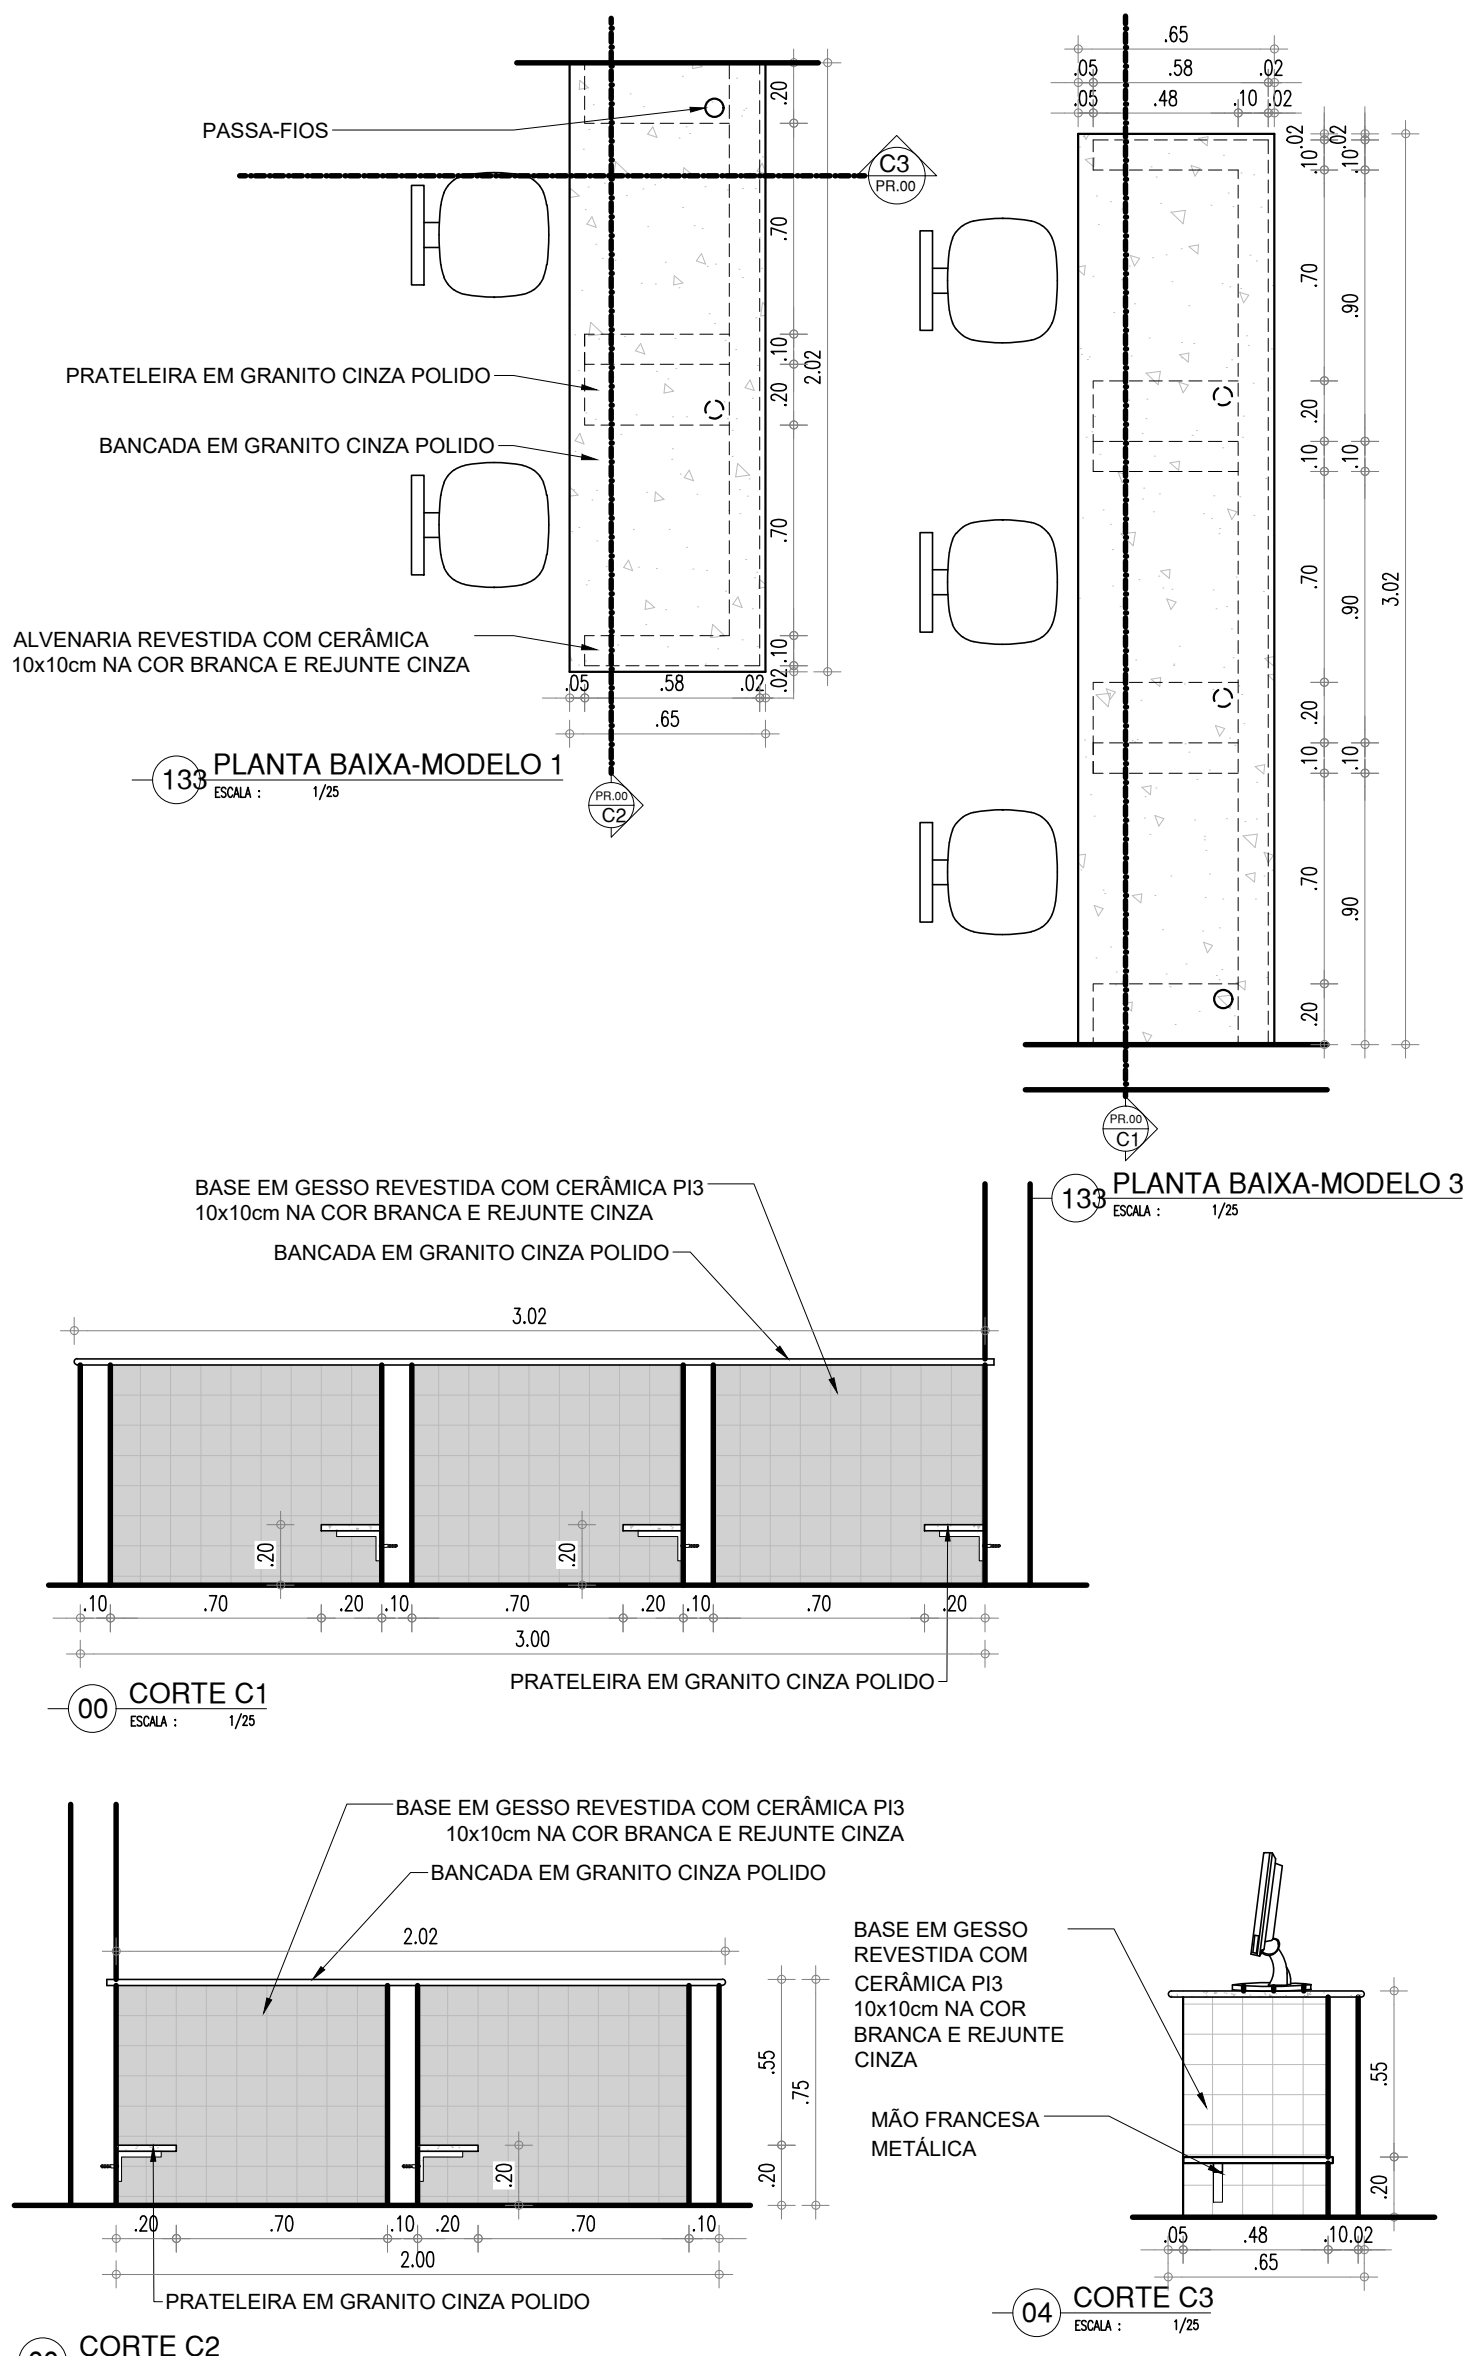 PASSA-FIOS
C3
PR.00
.20
.70
.10
2.02
.20
.70
.10
.02
PRATELEIRA EM GRANITO CINZA POLIDO
BANCADA EM GRANITO CINZA POLIDO
ALVENARIA REVESTIDA COM CERÂMICA
10x10cm NA COR BRANCA E REJUNTE CINZA
.05 .58 .02
.65
133 PLANTA BAIXA-MODELO 1
ESCALA : 1/25
PR.00
C2
.65
.05 .58 .02
.05 .48 .10 .02
.02 .02
.10 .10
.70
.90
.20
.10 .10
.70
.90
3.02
.20
.10 .10
.70
.90
.20
PR.00
C1
133 PLANTA BAIXA-MODELO 3
ESCALA : 1/25
BASE EM GESSO REVESTIDA COM CERÂMICA PI3
10x10cm NA COR BRANCA E REJUNTE CINZA
BANCADA EM GRANITO CINZA POLIDO
3.02
.20 .20
.10 .70 .20 .10 .70 .20 .10 .70 .20
3.00
PRATELEIRA EM GRANITO CINZA POLIDO
00 CORTE C1
ESCALA : 1/25
BASE EM GESSO REVESTIDA COM CERÂMICA PI3
10x10cm NA COR BRANCA E REJUNTE CINZA
BANCADA EM GRANITO CINZA POLIDO
2.02
.55
.75
.20
.20
.20 .70 .10 .20 .70 .10
2.00
PRATELEIRA EM GRANITO CINZA POLIDO
CORTE C2
BASE EM GESSO
REVESTIDA COM
CERÂMICA PI3
10x10cm NA COR
BRANCA E REJUNTE
CINZA
MÃO FRANCESA
METÁLICA
.55
.20
.05 .48 .10 .02
.65
04 CORTE C3
ESCALA : 1/25